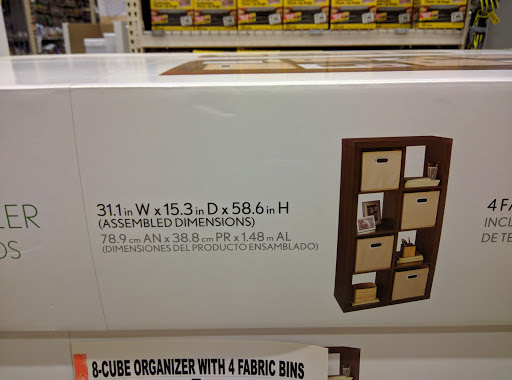 31.1 in W x 15.3 in D x 58.6 in H
(ASSEMBLED DIMENSIONS)
78.9 cm AN x 38.8 cm PR x 1.48 m AL
(DIMENSIONES DEL PRODUCTO ENSAMBLADO)
LER
OS
4 FA
INCL
DE TE
8-CUBE ORGANIZER WITH 4 FABRIC BINS